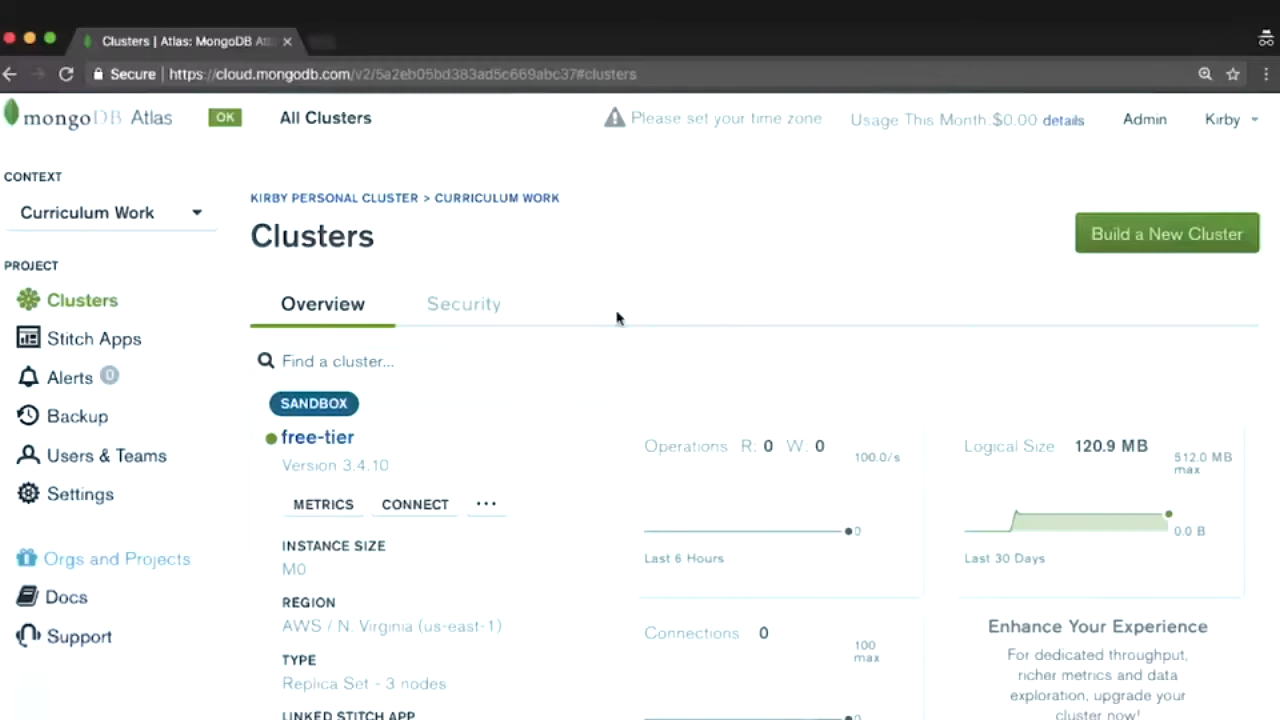 Clusters | Atlas: MongoDB Atl
Secure | https://cloud.mongodb.com/v2/5a2eb05bd383ad5c669abc37#clusters
mongoDB Atlas OK All Clusters Please set your time zone Usage This Month:$0.00 details Admin Kirby
CONTEXT
Curriculum Work
PROJECT
Clusters
Stitch Apps
Alerts 0
Backup
Users & Teams
Settings
Orgs and Projects
Docs
Support
KIRBY PERSONAL CLUSTER > CURRICULUM WORK
Clusters
Build a New Cluster
Overview Security
Find a cluster...
SANDBOX
free-tier
Version 3.4.10
METRICS CONNECT ...
INSTANCE SIZE
M0
REGION
AWS / N. Virginia (us-east-1)
TYPE
Replica Set - 3 nodes
LINKED STITCH APP
Operations R: 0 W: 0
100.0/s
0
Last 6 Hours
Connections 0
100
max
0
Logical Size 120.9 MB
512.0 MB
max
0.0 B
Last 30 Days
Enhance Your Experience
For dedicated throughput,
richer metrics and data
exploration, upgrade your
cluster now!